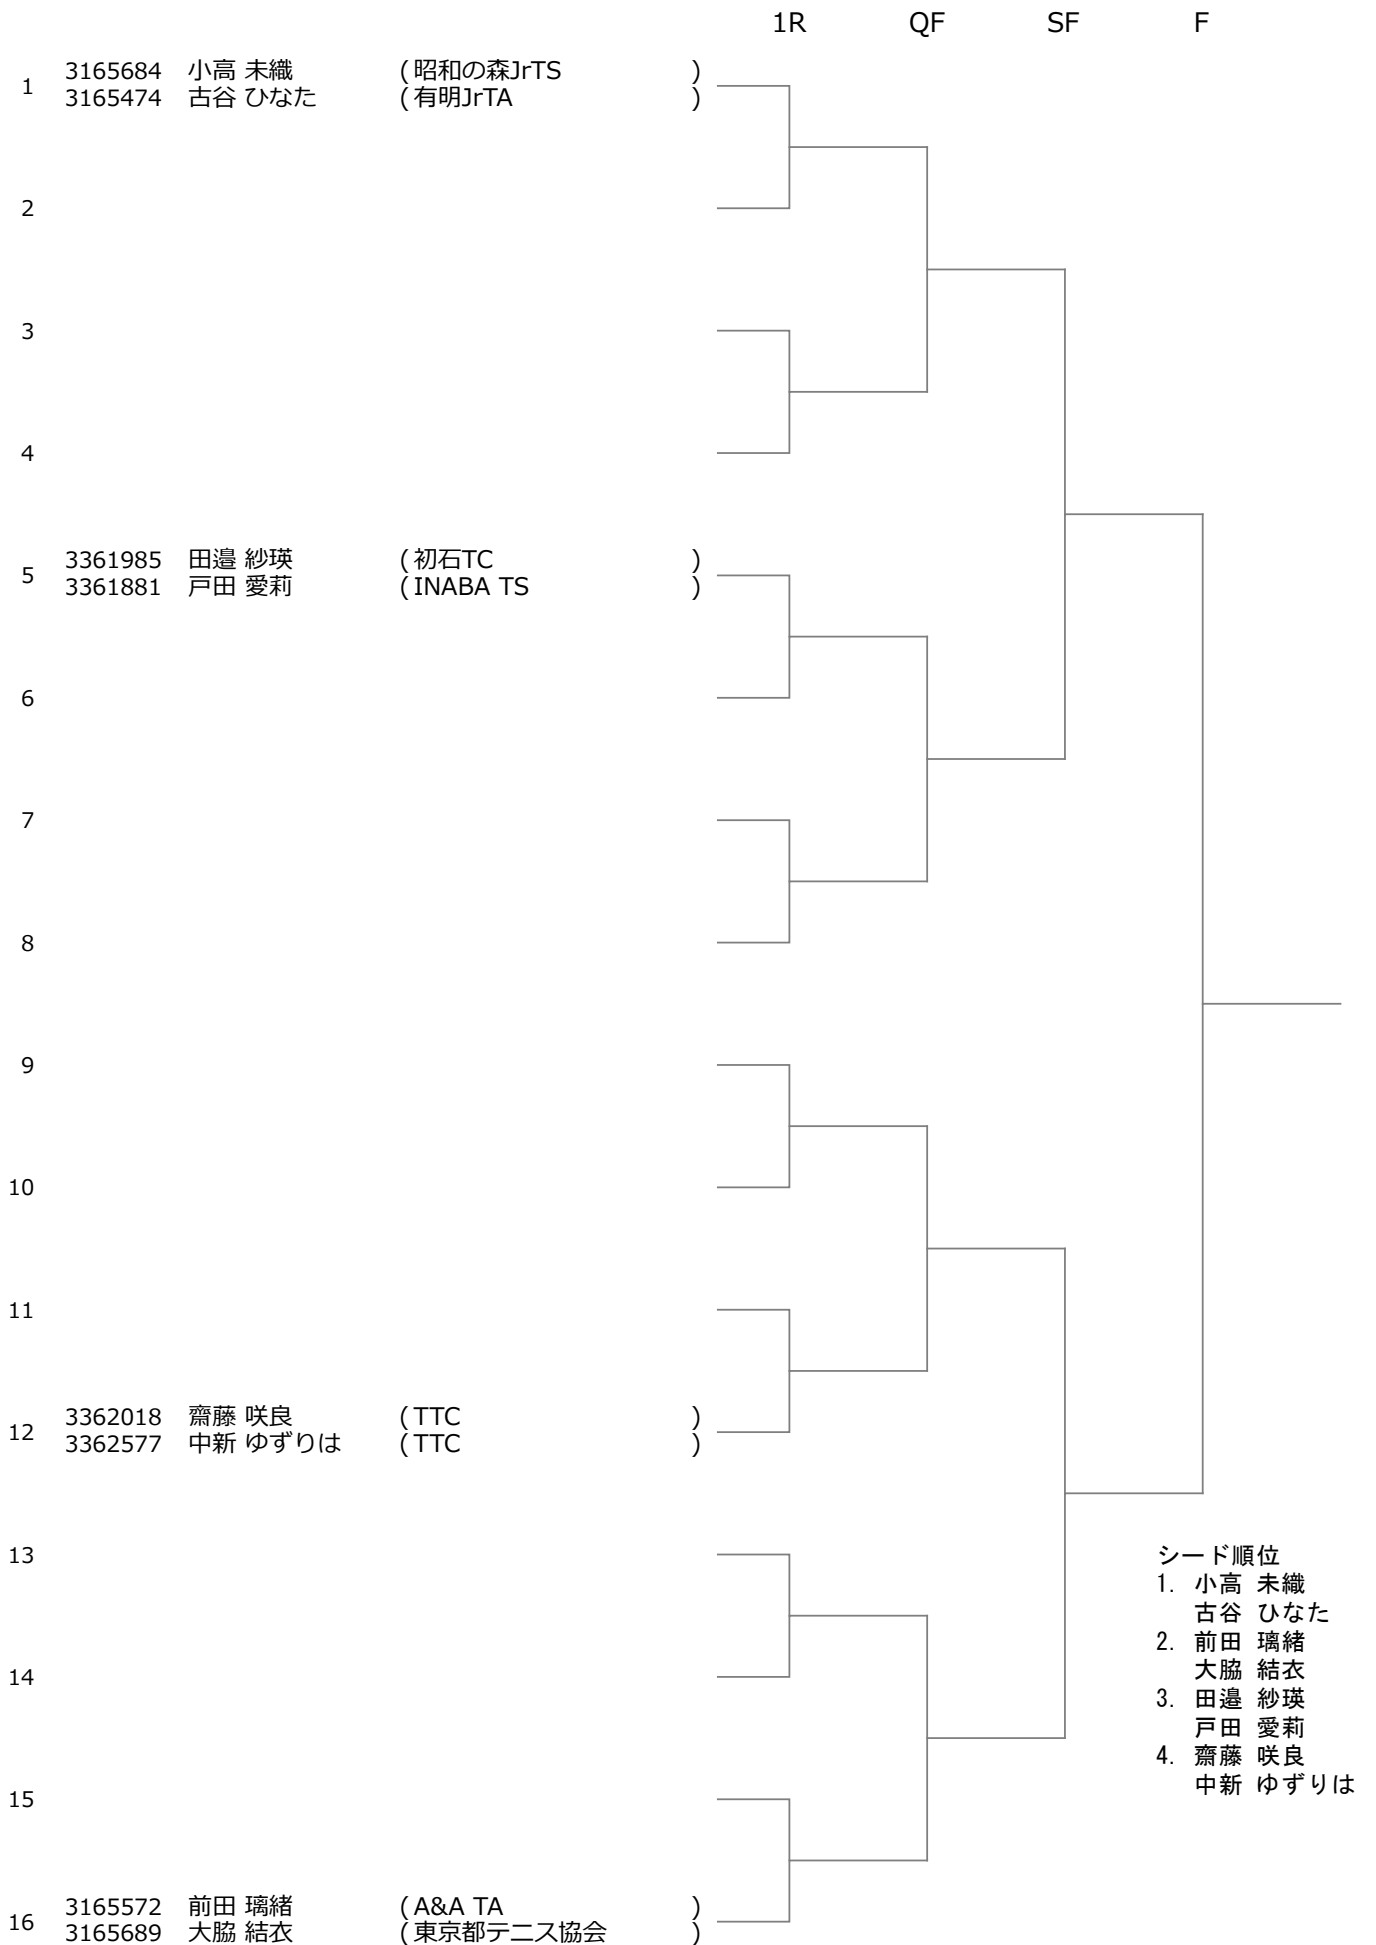 1R QF SF F
1 3165684 小高 未織 ( 昭和の森JrTS )
3165474 古谷 ひなた ( 有明JrTA )
2
3
4
5 3361985 田邉 紗瑛 ( 初石TC )
3361881 戸田 愛莉 ( INABA TS )
6
7
8
9
10
11
12 3362018 齋藤 咲良 ( TTC )
3362577 中新 ゆずりは ( TTC )
13
14
15
16 3165572 前田 璃緒 ( A&A TA )
3165689 大脇 結衣 ( 東京都テニス協会 )
シード順位
1. 小高 未織
古谷 ひなた
2. 前田 璃緒
大脇 結衣
3. 田邉 紗瑛
戸田 愛莉
4. 齋藤 咲良
中新 ゆずりは